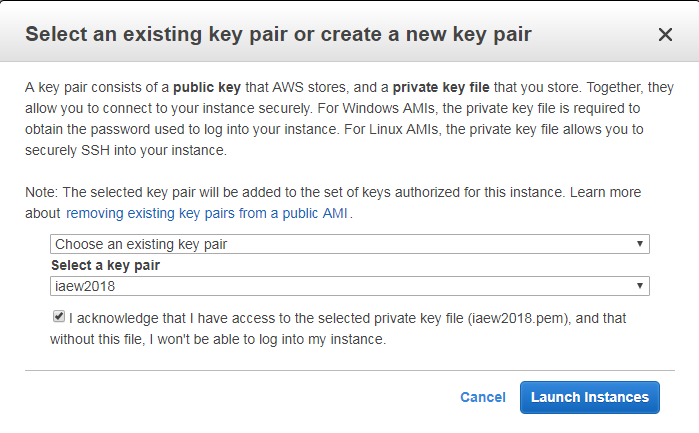 Select an existing key pair or create a new key pair
A key pair consists of a public key that AWS stores, and a private key file that you store. Together, they
allow you to connect to your instance securely. For Windows AMIs, the private key file is required to
obtain the password used to log into your instance. For Linux AMIs, the private key file allows you to
securely SSH into your instance.
Note: The selected key pair will be added to the set of keys authorized for this instance. Learn more
about removing existing key pairs from a public AMI.
Choose an existing key pair
Select a key pair
iaew2018
I acknowledge that I have access to the selected private key file (iaew2018.pem), and that
without this file, I won't be able to log into my instance.
Cancel Launch Instances